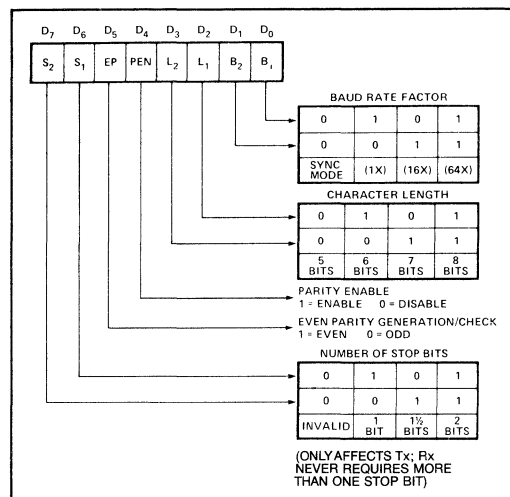 D7 D6 D5 D4 D3 D2 D1 D0
S2 S1 EP PEN L2 L1 B2 B1
BAUD RATE FACTOR
0 1 0 1
0 0 1 1
SYNC MODE (1X) (16X) (64X)
CHARACTER LENGTH
0 1 0 1
0 0 1 1
5 BITS 6 BITS 7 BITS 8 BITS
PARITY ENABLE
1 = ENABLE 0 = DISABLE
EVEN PARITY GENERATION/CHECK
1 = EVEN 0 = ODD
NUMBER OF STOP BITS
0 1 0 1
0 0 1 1
INVALID 1 BIT 1½ BITS 2 BITS
(ONLY AFFECTS Tx; Rx
NEVER REQUIRES MORE
THAN ONE STOP BIT)